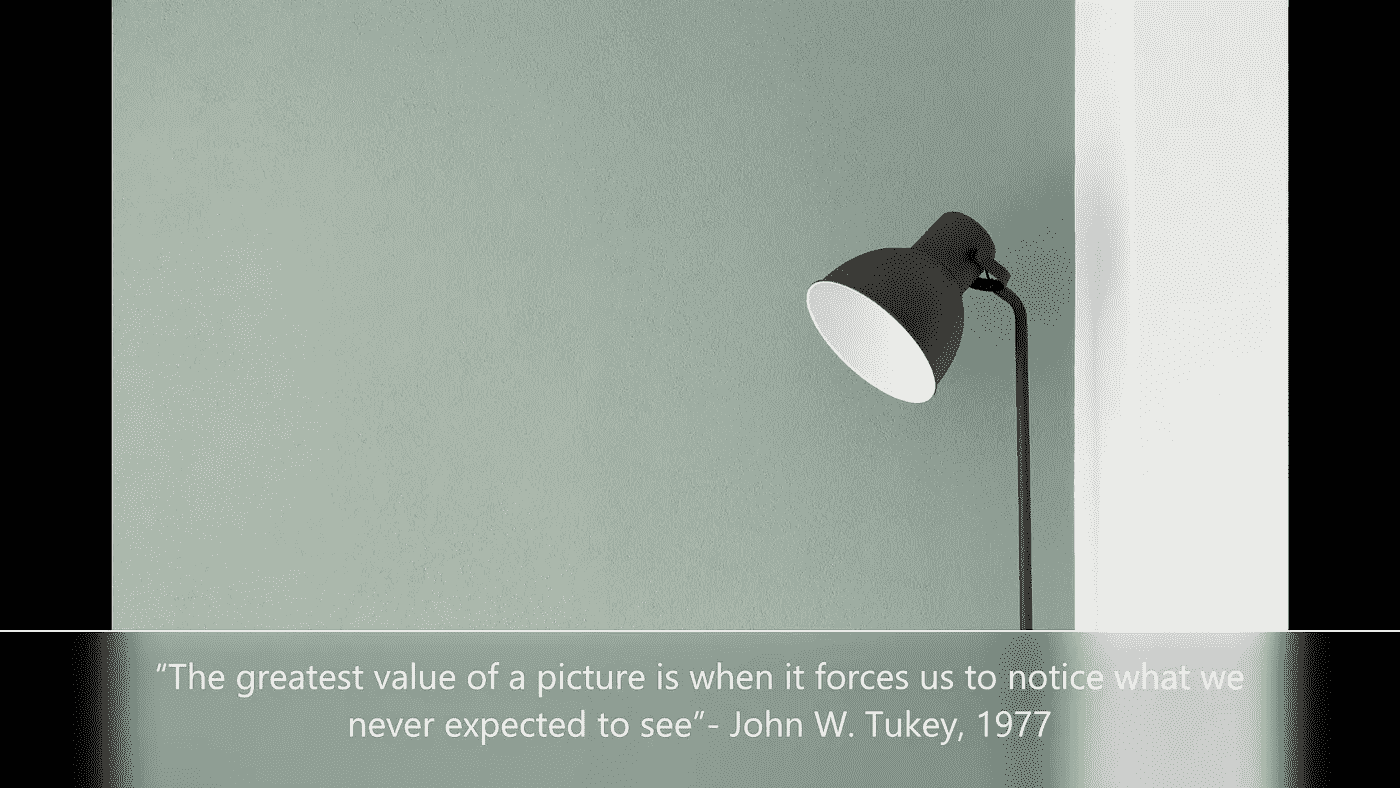 “The greatest value of a picture is when it forces us to notice what we
never expected to see”- John W. Tukey, 1977